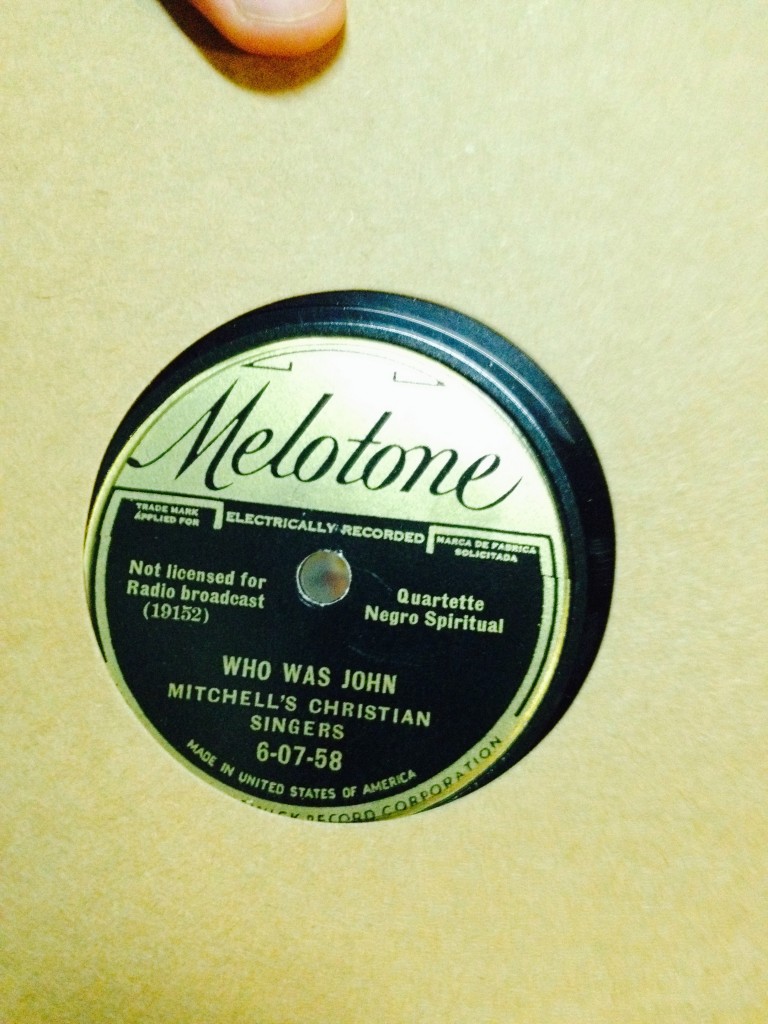 Melotone
TRADE MARK
APPLIED FOR
ELECTRICALLY RECORDED
MARCA DE FABRICA
SOLICITADA
Not licensed for
Radio broadcast
(19152)
Quartette
Negro Spiritual
WHO WAS JOHN
MITCHELL'S CHRISTIAN
SINGERS
6-07-58
MADE IN UNITED STATES OF AMERICA
RECORD CORPORATION